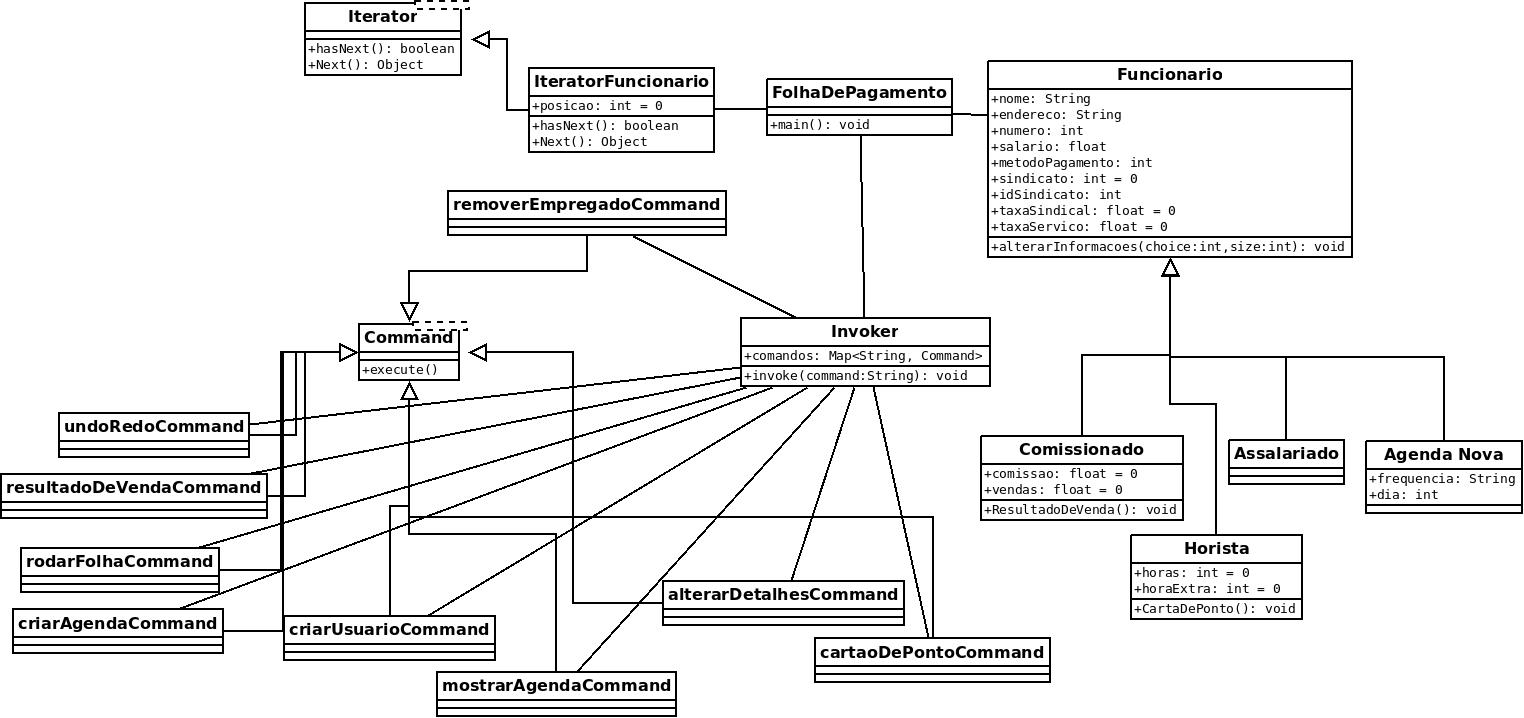 Iterator
+hasNext(): boolean
+Next(): Object
IteratorFuncionario
+posicao: int = 0
+hasNext(): boolean
+Next(): Object
FolhaDePagamento
+main(): void
Funcionario
+nome: String
+endereco: String
+numero: int
+salario: float
+metodoPagamento: int
+sindicato: int = 0
+idSindicato: int
+taxaSindical: float = 0
+taxaServico: float = 0
+alterarInformacoes(choice:int,size:int): void
removerEmpregadoCommand
Command
+execute()
Invoker
+comandos: Map<String, Command>
+invoke(command:String): void
undoRedoCommand
resultadoDeVendaCommand
rodarFolhaCommand
criarAgendaCommand
criarUsuarioCommand
mostrarAgendaCommand
alterarDetalhesCommand
cartaoDePontoCommand
Comissionado
+comissao: float = 0
+vendas: float = 0
+ResultadoDeVenda(): void
Assalariado
Agenda Nova
+frequencia: String
+dia: int
Horista
+horas: int = 0
+horaExtra: int = 0
+CartaDePonto(): void